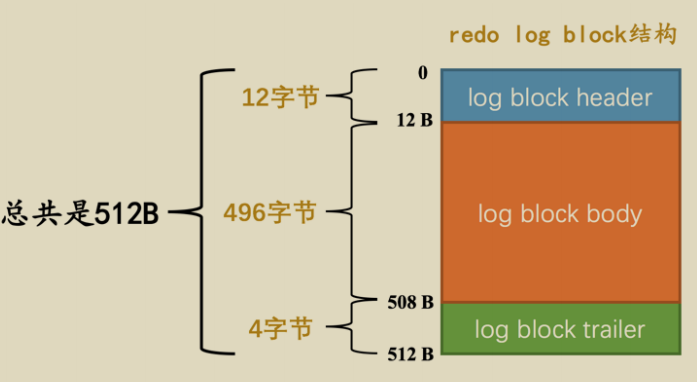 redo log block结构
0
12字节
log block header
12 B
总共是512B
496字节
log block body
508 B
4字节
log block trailer
512 B